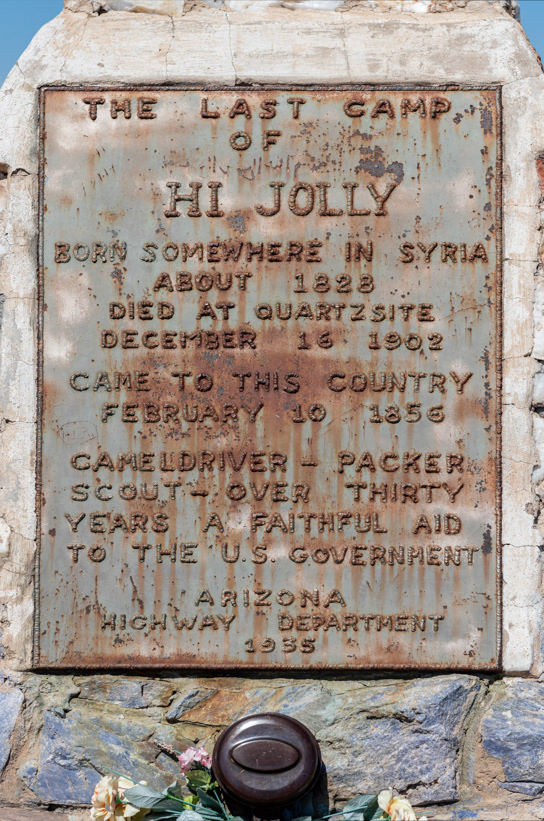 THE LAST CAMP
OF
HI JOLLY
BORN SOMEWHERE IN SYRIA
ABOUT 1828
DIED AT QUARTZSITE
DECEMBER 16 1902
CAME TO THIS COUNTRY
FEBRUARY 10 1856
CAMELDRIVER – PACKER
SCOUT – OVER THIRTY
YEARS A FAITHFUL AID
TO THE U.S. GOVERNMENT
ARIZONA
HIGHWAY DEPARTMENT
1935